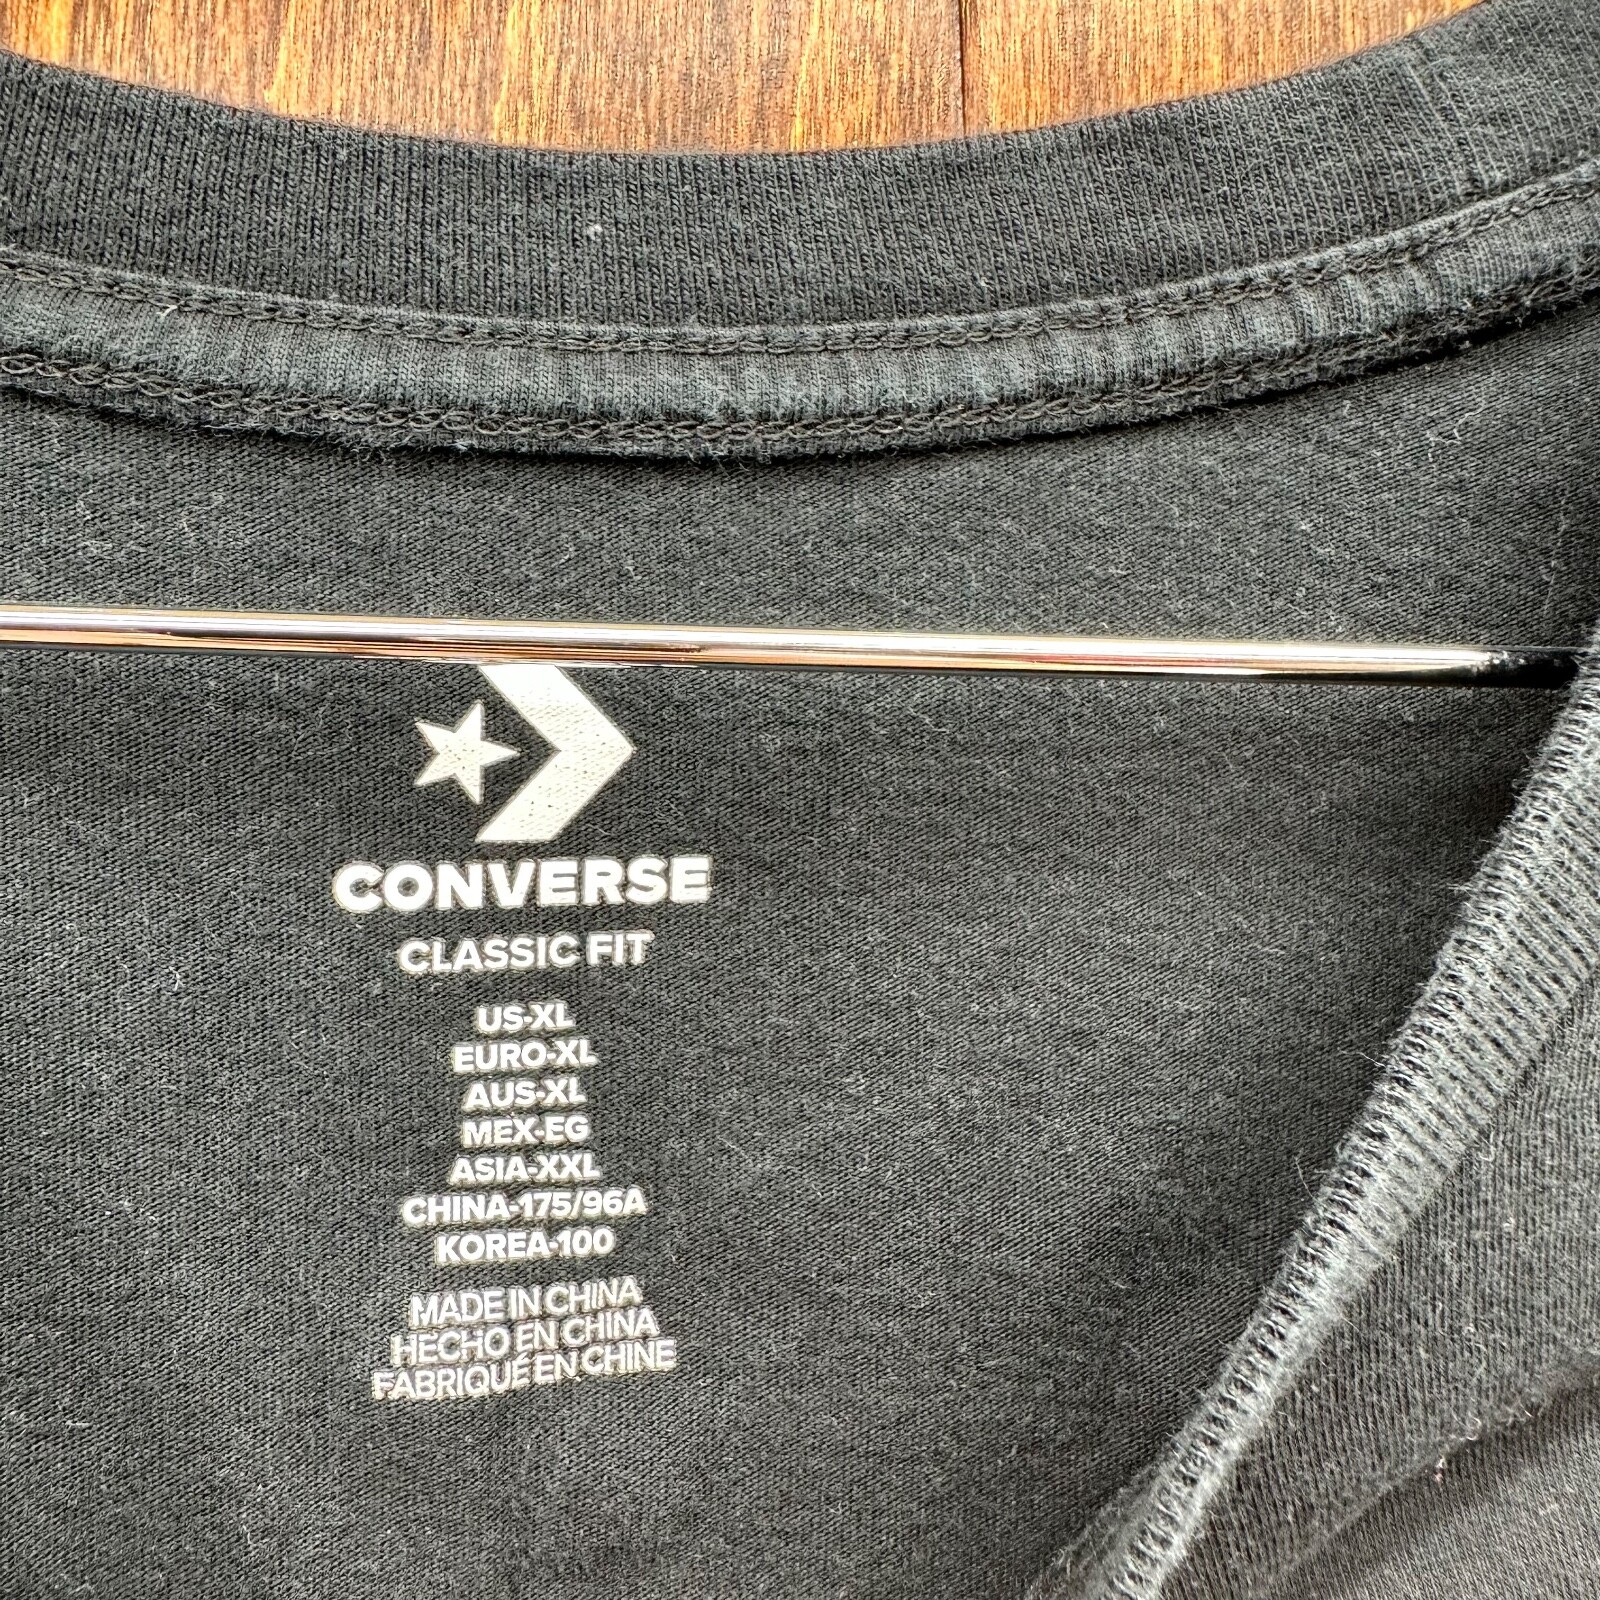 CONVERSE
CLASSIC FIT
US-XL
EURO-XL
AUS-XL
MEX-EG
ASIA-XXL
CHINA-175/96A
KOREA-100
MADE IN CHINA
HECHO EN CHINA
FABRIQUÉ EN CHINE